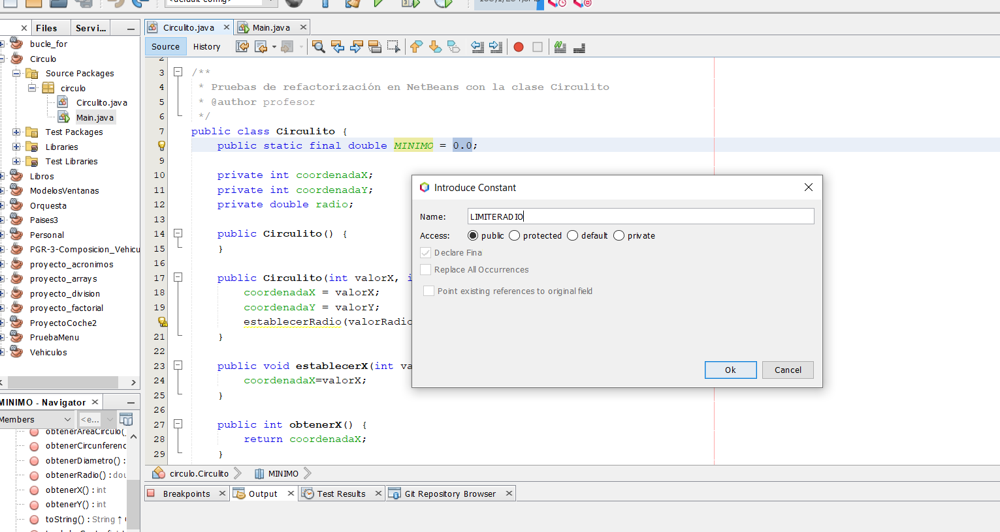 Files
Servi...
bucle_for
Circulo
Source Packages
circulo
Circulito.java
Main.java
Test Packages
Libraries
Test Libraries
Libros
ModelosVentanas
Orquesta
Paises3
Personal
PGR-3-Composicion_Vehicu
proyecto_acronimos
proyecto_arrays
proyecto_division
proyecto_factorial
ProyectoCoche2
PruebaMenu
Vehiculos
MINIMO - Navigator
Members
<e...
obtenerAreaCirculo(
obtenerCircunferenc
obtenerDiametro() :
obtenerRadio() : dou
obtenerX() : int
obtenerY() : int
toString() : String ↑
Circulito.java
Main.java
Source
History
2
3 /**
4 * Pruebas de refactorización en NetBeans con la clase Circulito
5 * @author profesor
6 */
7 public class Circulito {
public static final double MINIMO = 0.0;
9
10 private int coordenadaX;
11 private int coordenadaY;
12 private double radio;
13
14 public Circulito() {
15 }
16
17 public Circulito(int valorX, i
18 coordenadaX = valorX;
19 coordenadaY = valorY;
establecerRadio(valorRadio
21 }
22
23 public void establecerX(int va
24 coordenadaX=valorX;
25 }
26
27 public int obtenerX() {
28 return coordenadaX;
29 }
circulo.Circulito
MINIMO
Breakpoints
Output
Test Results
Git Repository Browser
Introduce Constant
Name:
LIMITERADIO
Access:
public
protected
default
private
Declare Fina
Replace All Occurrences
Point existing references to original field
Ok
Cancel